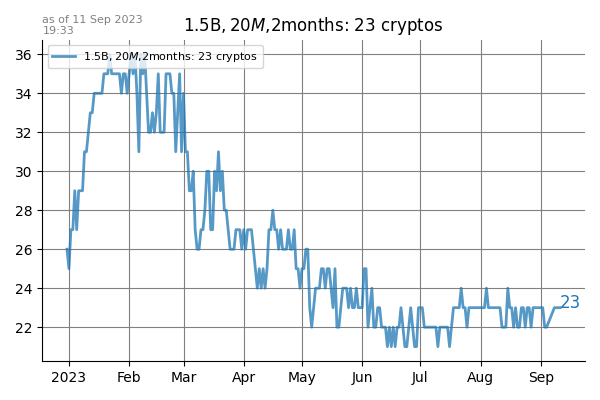 as of 11 Sep 2023
19:33
1.5B, 20M,2months: 23 cryptos
1.5B, 20M,2months: 23 cryptos
36
34
32
30
28
26
24
22
23
2023 Feb Mar Apr May Jun Jul Aug Sep